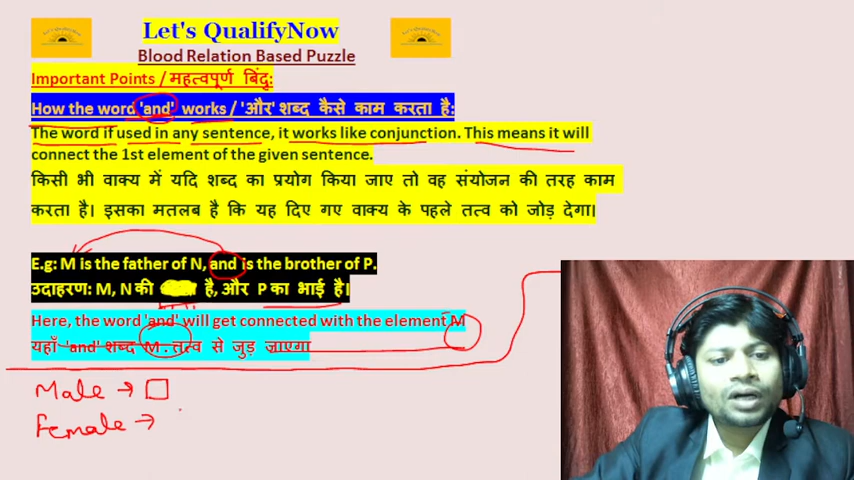 Let's QualifyNow
Blood Relation Based Puzzle
Important Points / महत्वपूर्ण बिंदु:
How the word 'and' works / 'और' शब्द कैसे काम करता है:
The word if used in any sentence, it works like conjunction. This means it will
connect the 1st element of the given sentence.
किसी भी वाक्य में यदि शब्द का प्रयोग किया जाए तो वह संयोजन की तरह काम
करता है। इसका मतलब है कि यह दिए गए वाक्य के पहले तत्व को जोड़ देगा।
E.g: M is the father of N, and is the brother of P.
उदाहरण: M, N की है, और P का भाई है।
Here, the word 'and' will get connected with the element M
यहाँ 'and' शब्द M . तत्व से जुड़ जाएगा
Male →
Female →